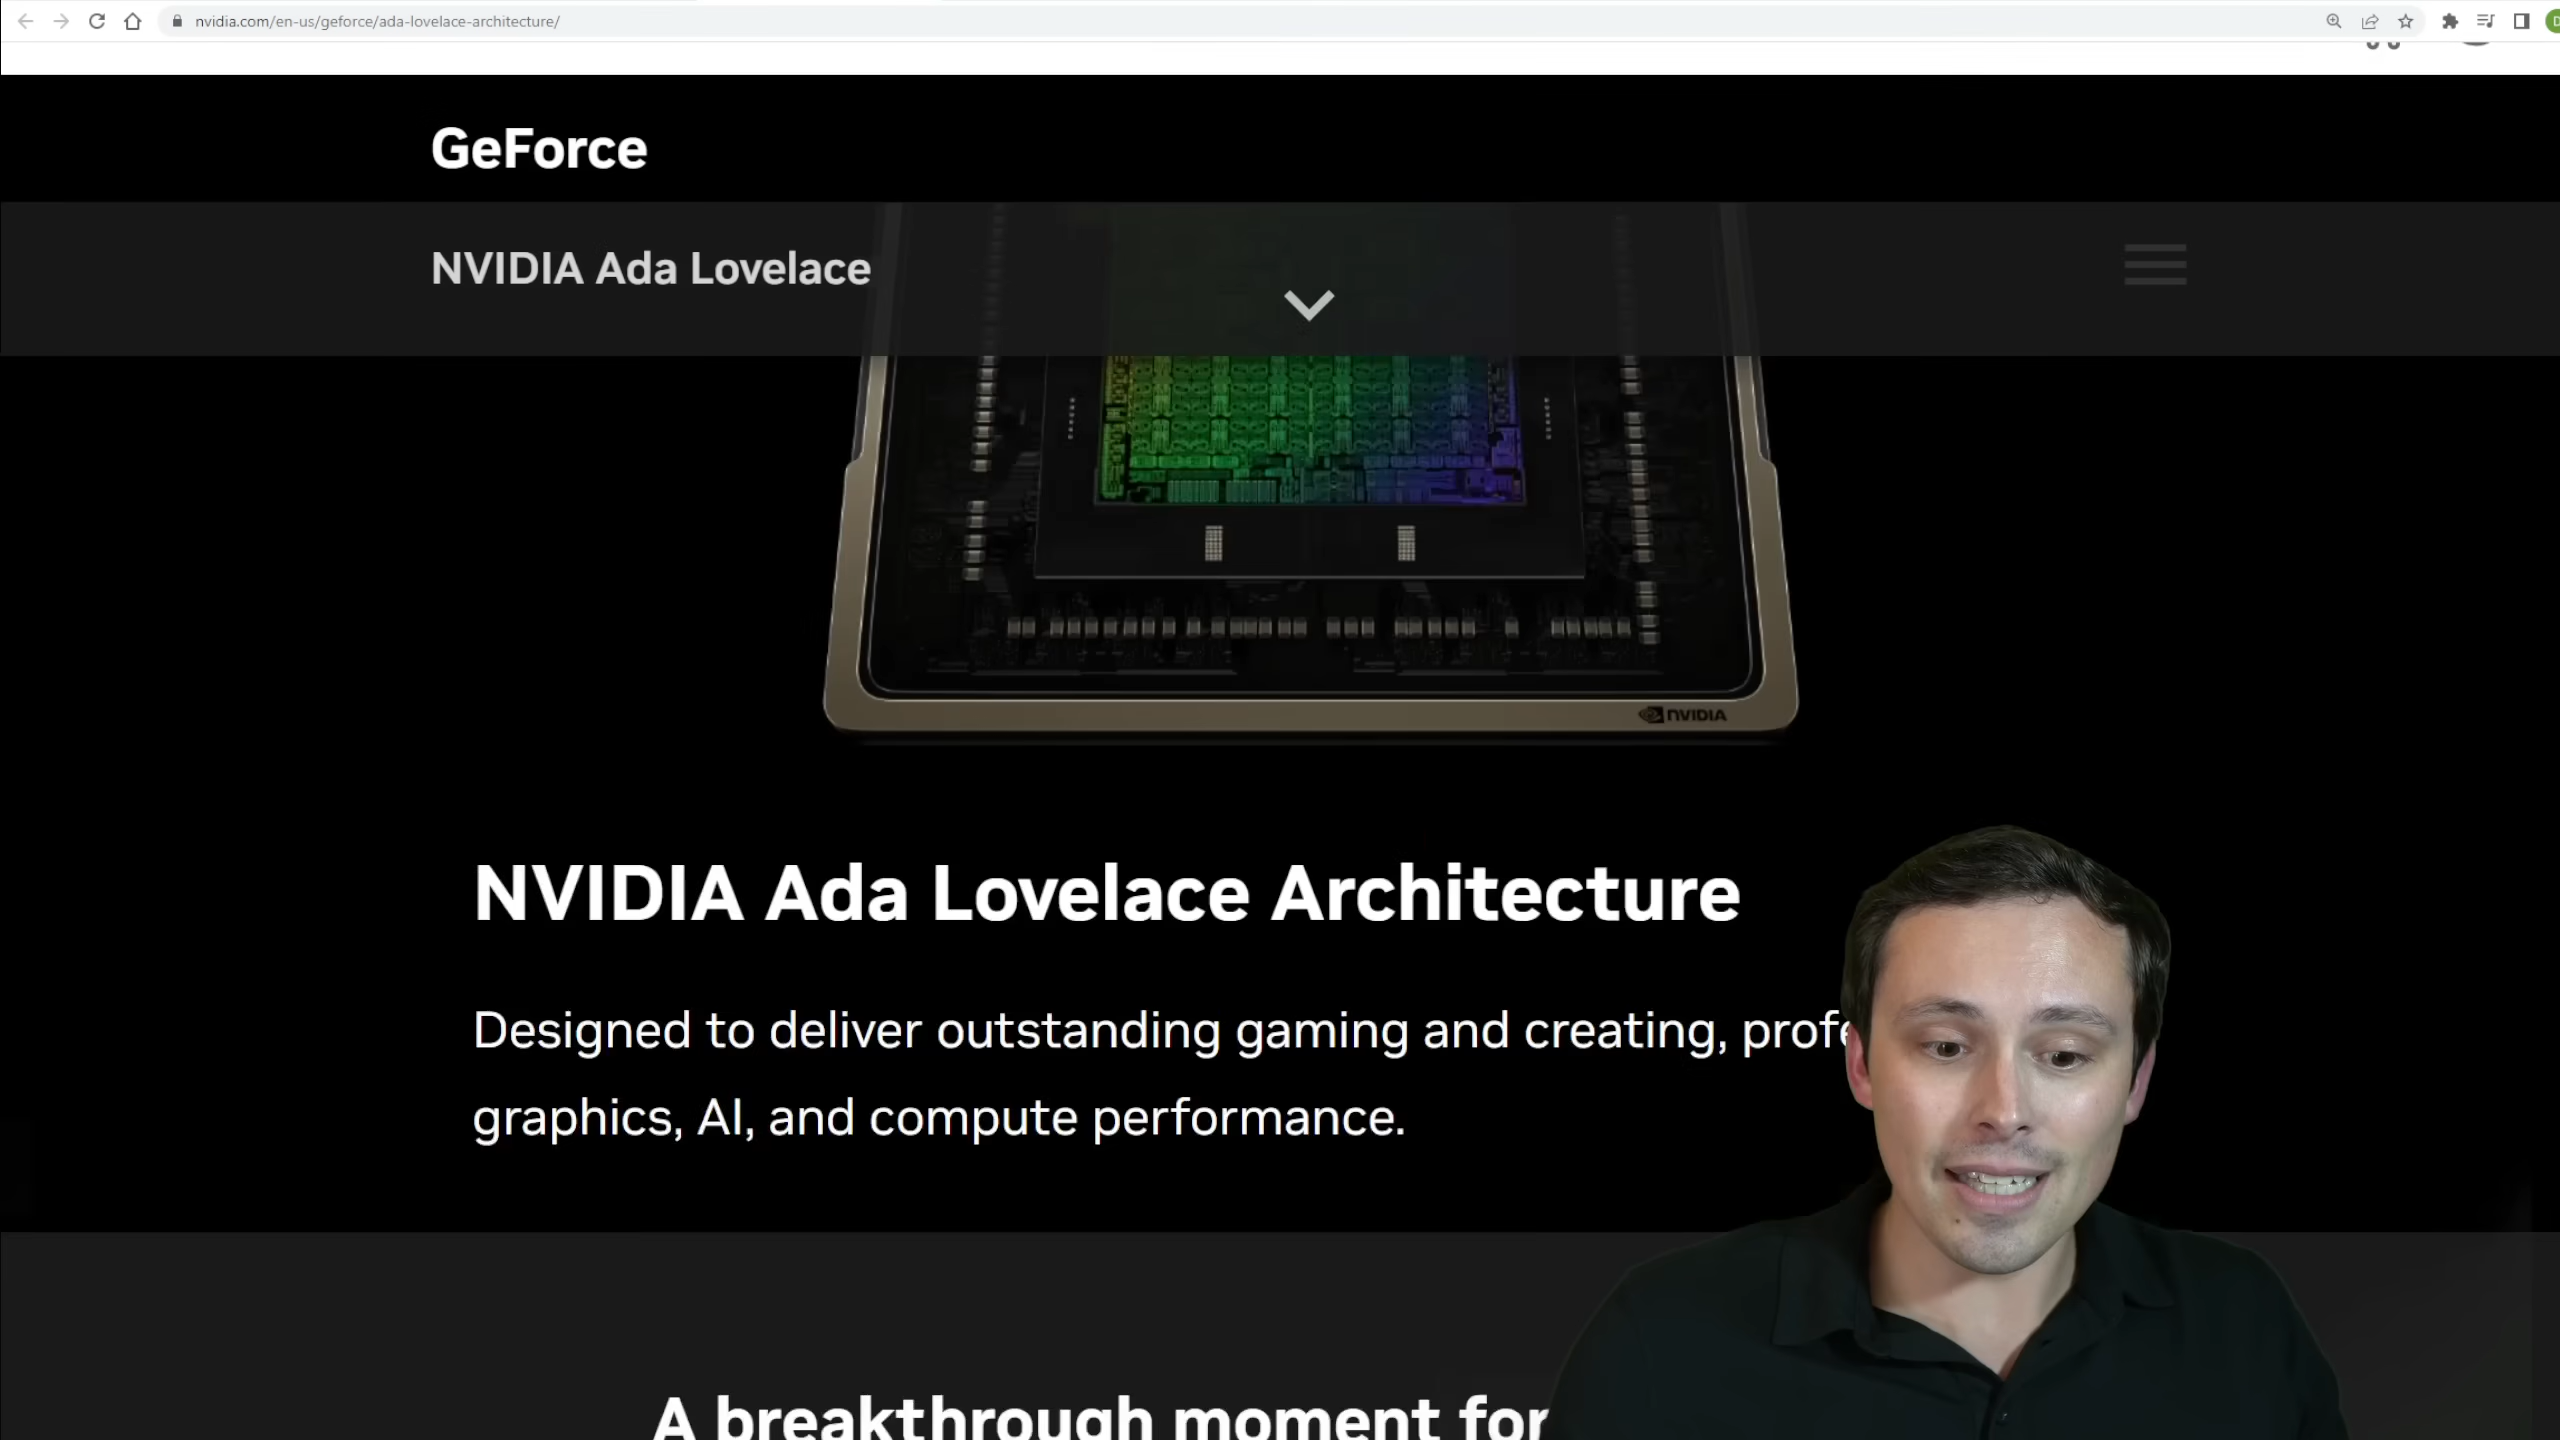 nvidia.com/en-us/geforce/ada-lovelace-architecture/
GeForce
NVIDIA Ada Lovelace
NVIDIA
NVIDIA Ada Lovelace Architecture
Designed to deliver outstanding gaming and creating,
graphics, AI, and compute performance.
A breakthrough moment for